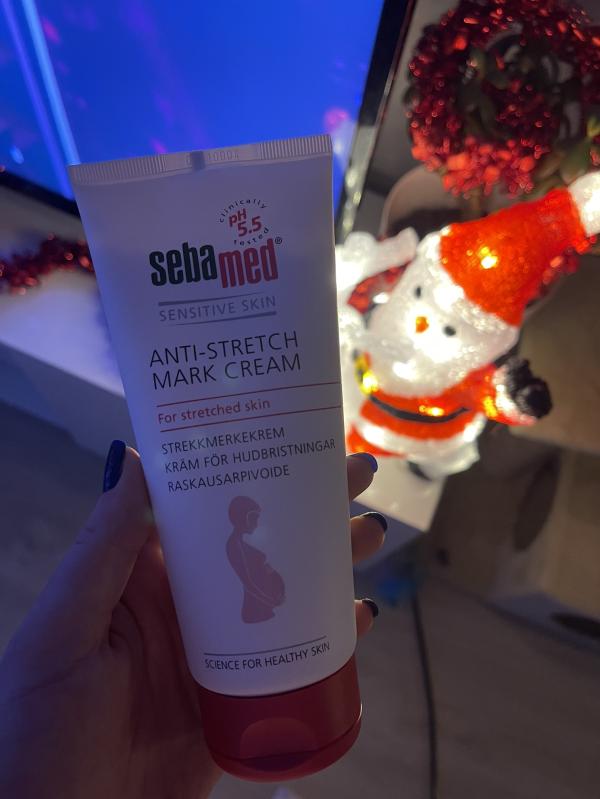 clinically
pH
5.5
tested
sebamed®
SENSITIVE SKIN
ANTI-STRETCH
MARK CREAM
For stretched skin
STREKKMERKEKREM
KRÄM FÖR HUDBRISTNINGAR
RASKAUSARPIVOIDE
SCIENCE FOR HEALTHY SKIN